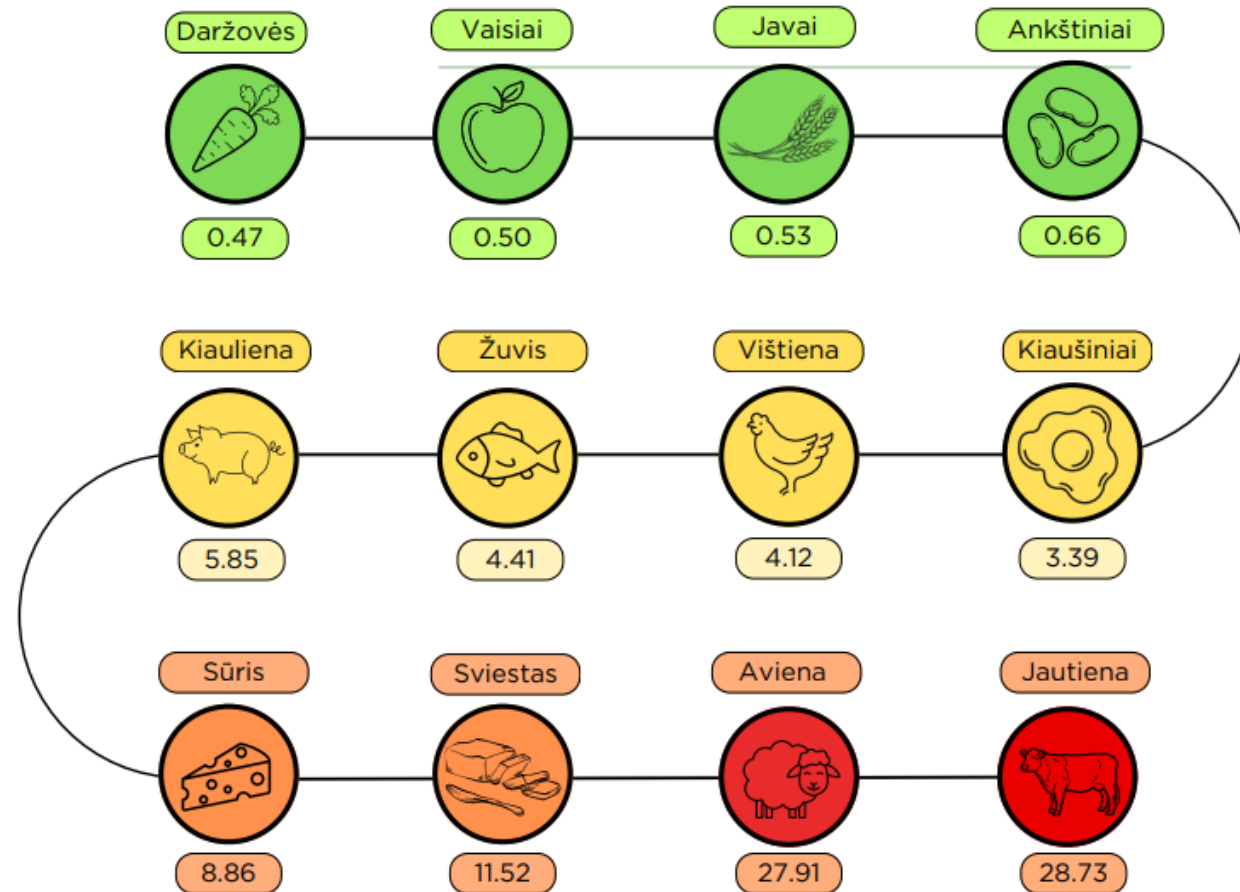 Daržovės
Vaisiai
Javai
Ankštiniai
0.47
0.50
0.53
0.66
Kiauliena
Žuvis
Vištiena
Kiaušiniai
5.85
4.41
4.12
3.39
Sūris
Sviestas
Aviena
Jautiena
8.86
11.52
27.91
28.73